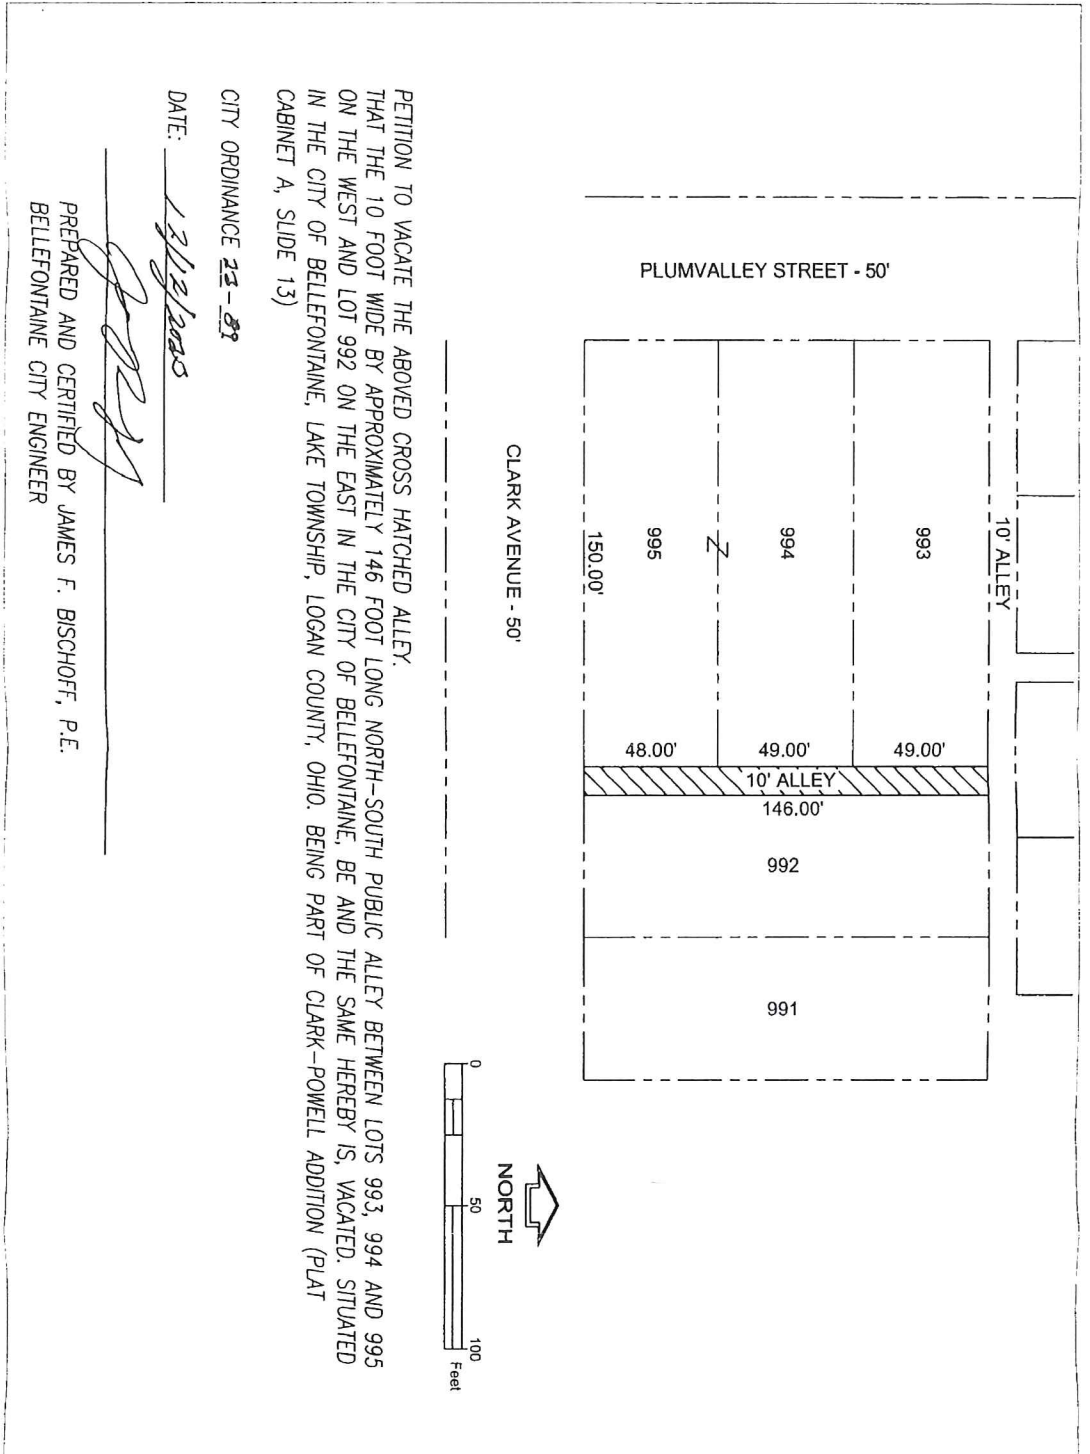 10' ALLEY
PLUMVALLEY STREET - 50'
993
49.00'
994
49.00'
995
48.00'
150.00'
10' ALLEY
146.00'
992
991
CLARK AVENUE - 50'
NORTH
0 50 100
Feet
PETITION TO VACATE THE ABOVED CROSS HATCHED ALLEY.
THAT THE 10 FOOT WIDE BY APPROXIMATELY 146 FOOT LONG NORTH-SOUTH PUBLIC ALLEY BETWEEN LOTS 993, 994 AND 995
ON THE WEST AND LOT 992 ON THE EAST IN THE CITY OF BELLEFONTAINE, BE AND THE SAME HEREBY IS, VACATED. SITUATED
IN THE CITY OF BELLEFONTAINE, LAKE TOWNSHIP, LOGAN COUNTY, OHIO. BEING PART OF CLARK-POWELL ADDITION (PLAT
CABINET A, SLIDE 13)
CITY ORDINANCE 23-89
DATE: 12/12/2023
PREPARED AND CERTIFIED BY JAMES F. BISCHOFF, P.E.
BELLEFONTAINE CITY ENGINEER